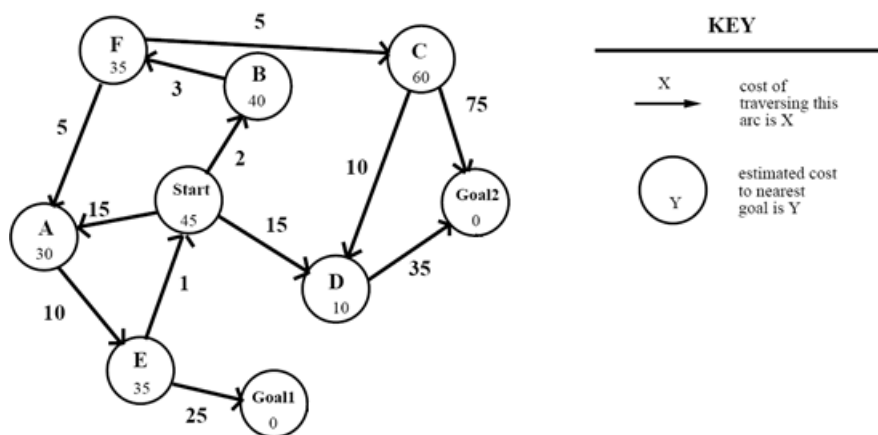 5
F
35
C
60
B
40
3
75
5
2
10
Start
45
Goal2
0
A
30
15
15
35
D
10
1
10
E
35
25
Goal1
0
KEY
X
cost of
traversing this
arc is X
Y
estimated cost
to nearest
goal is Y